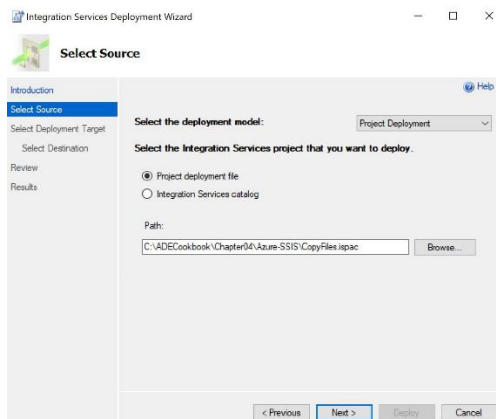 Integration Services Deployment Wizard
Select Source
Help
Introduction
Select Source
Select Deployment Target
Select Destination
Review
Results
Select the deployment model:
Project Deployment
Select the Integration Services project that you want to deploy.
Project deployment file
Integration Services catalog
Path:
C:\ADECookbook\Chapter04\Azure-SSIS\CopyFiles.ispac
Browse...
< Previous
Next >
Deploy
Cancel